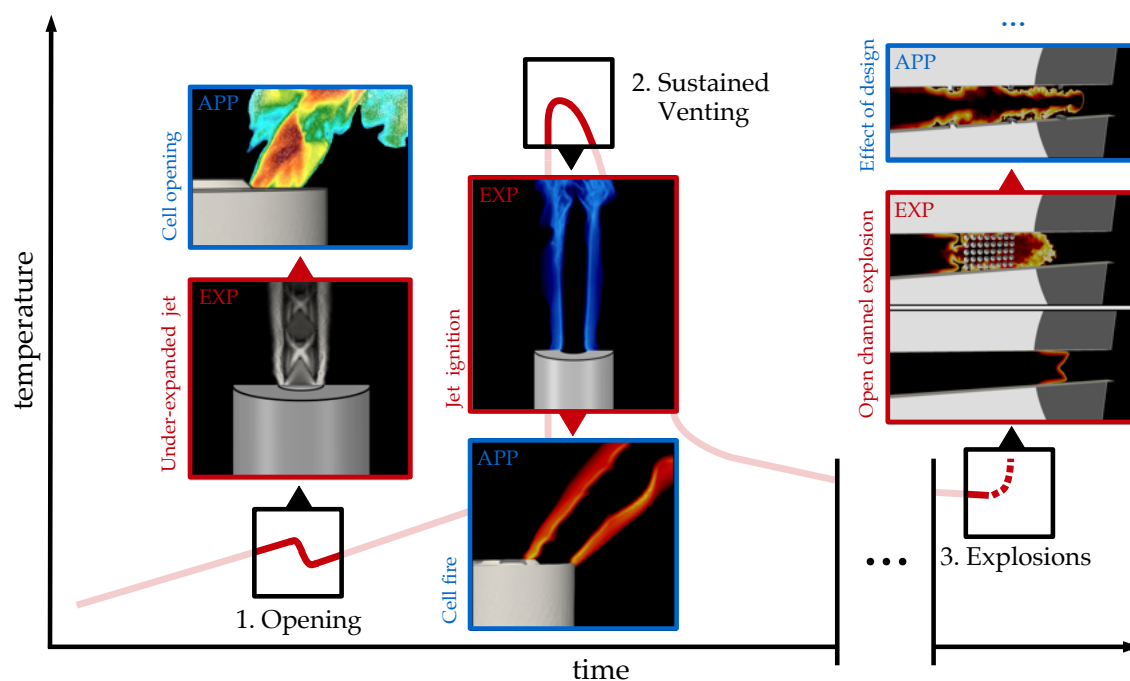 ...
APP
Effect of design
2. Sustained
Venting
APP
Cell opening
EXP
Jet ignition
EXP
Open channel explosion
temperature
EXP
Under-expanded jet
APP
Cell fire
1. Opening
...
3. Explosions
time